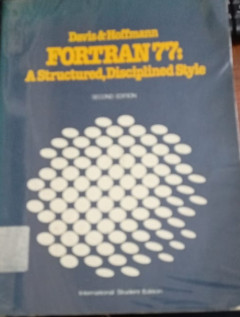 Davis & Hoffmann
FORTRAN 77:
A Structured, Disciplined Style
SECOND EDITION
International Student Edition